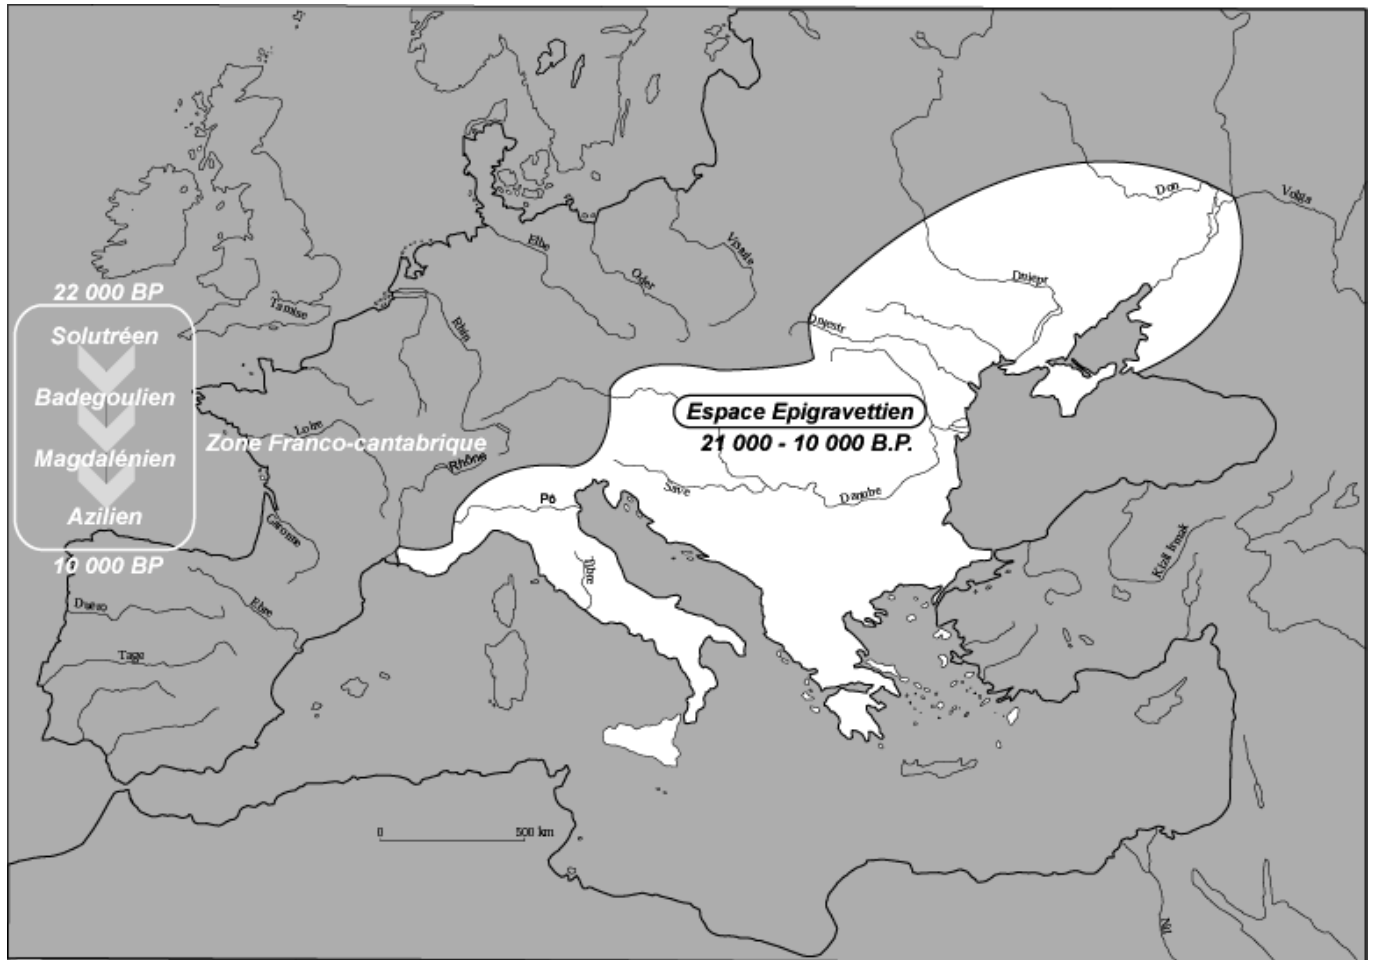 22 000 BP
Solutréen
Badegoulien
Magdalénien
Azilien
10 000 BP
Zone Franco-cantabrique
Espace Epigravettien
21 000 - 10 000 B.P.
Tamise
Elbe
Oder
Vistule
Rhin
Loire
Rhône
Garonne
Duero
Ebre
Tage
Pô
Tibre
Save
Danube
Dniestr
Dniepr
Don
Volga
Kizil Irmak
Nil
0
500 km